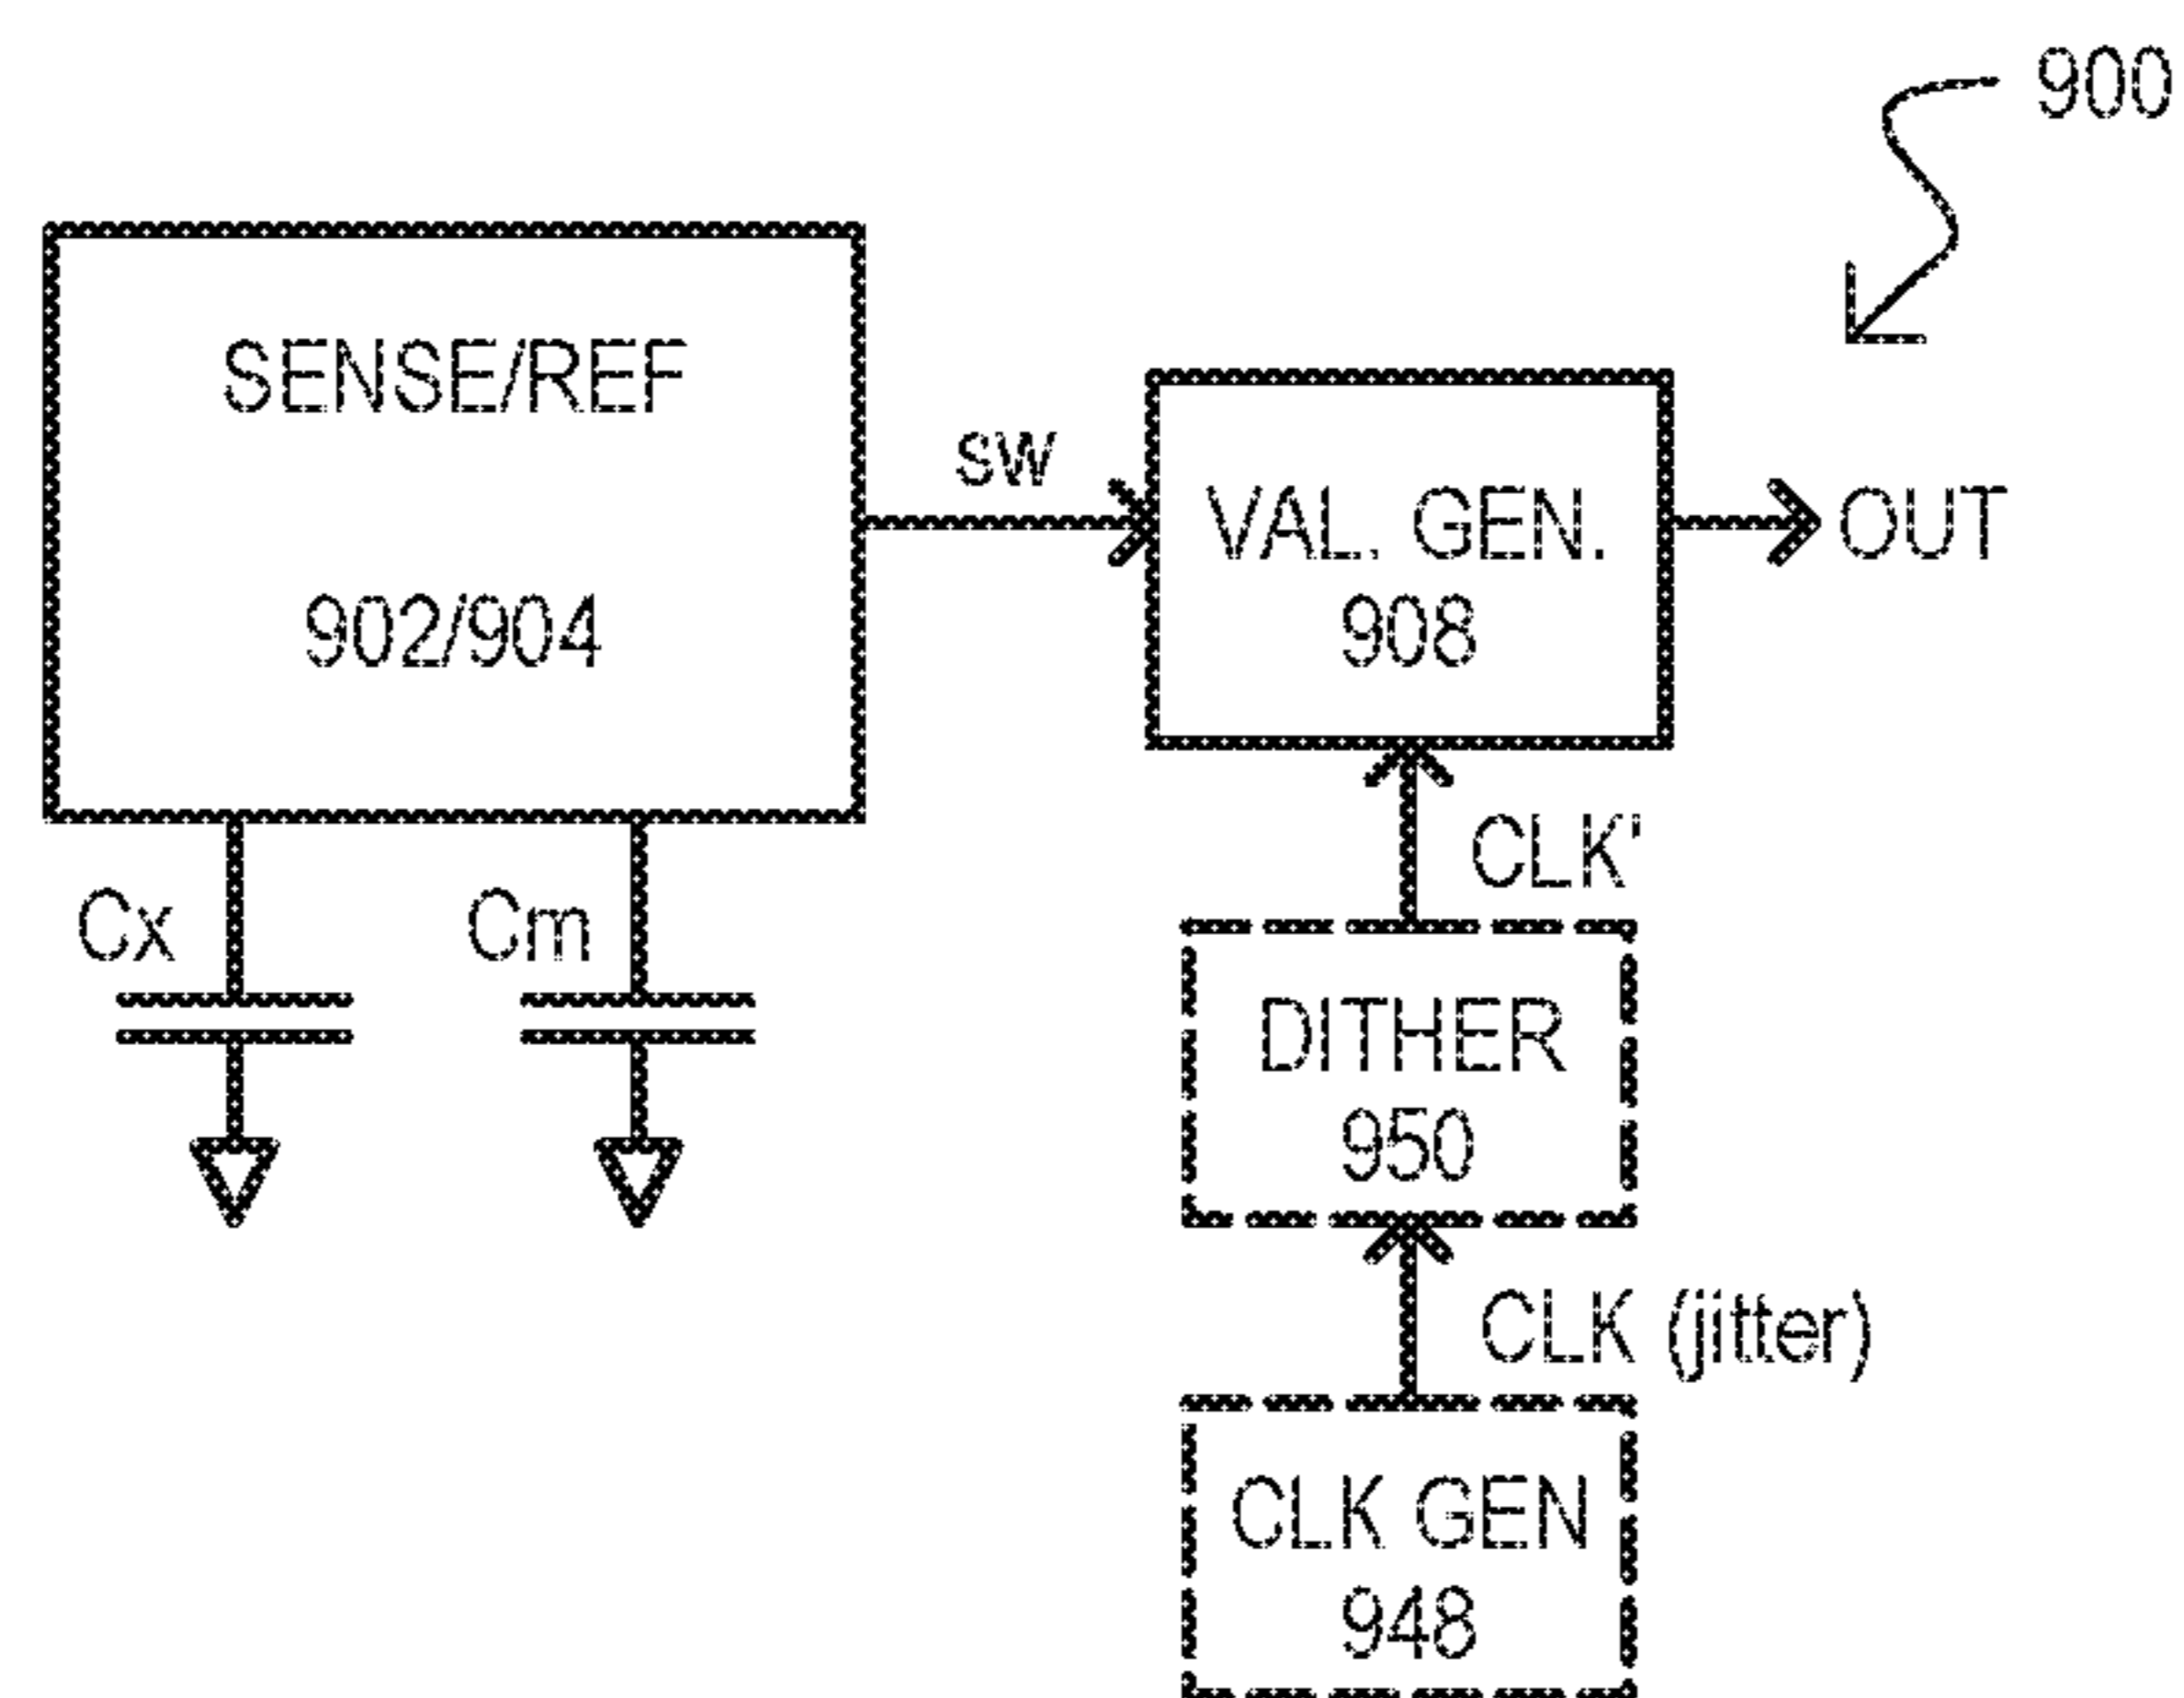 900
SENSE/REF
902/904
sw
VAL. GEN.
908
OUT
CLK'
Cx
Cm
DITHER
950
CLK (jitter)
CLK GEN
948